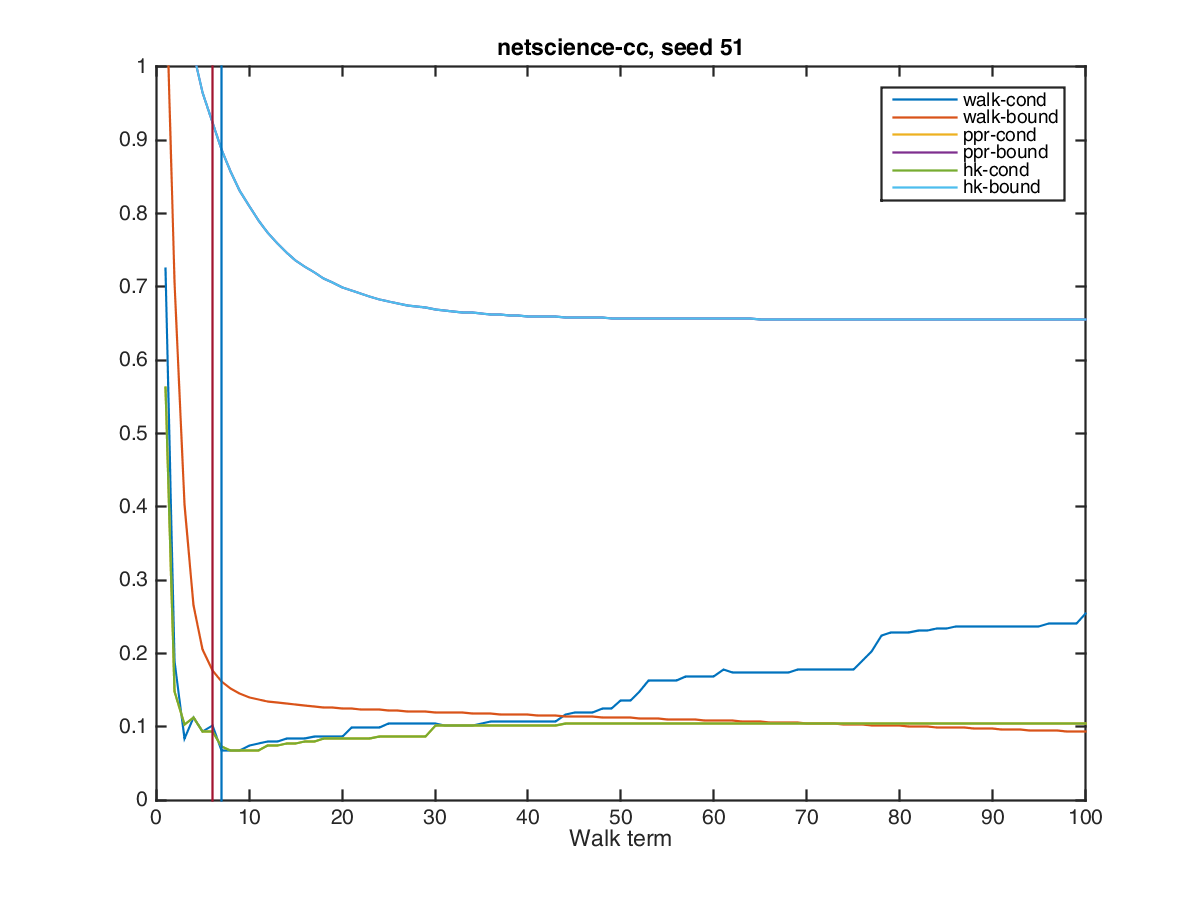 netscience-cc, seed 51
1
0.9
0.8
0.7
0.6
0.5
0.4
0.3
0.2
0.1
0
walk-cond
walk-bound
ppr-cond
ppr-bound
hk-cond
hk-bound
0 10 20 30 40 50 60 70 80 90 100
Walk term